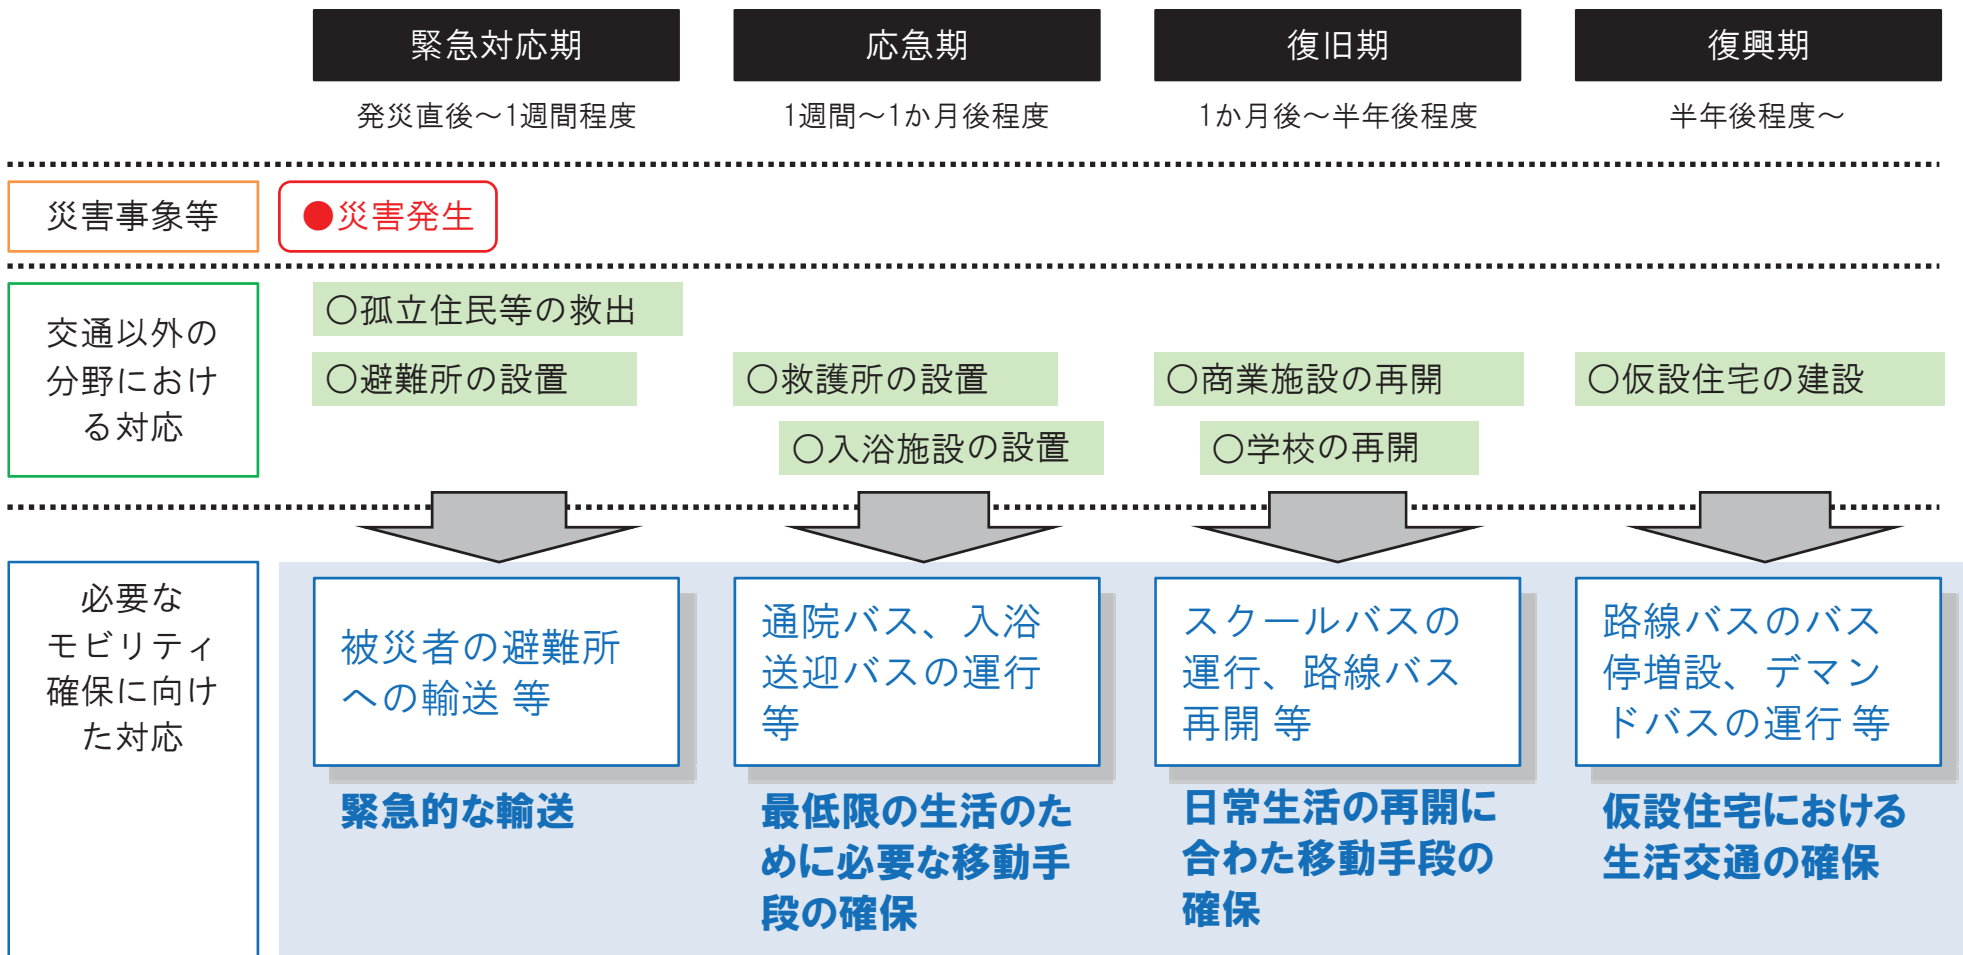 緊急対応期
応急期
復旧期
復興期
発災直後～1週間程度
1週間～1か月後程度
1か月後～半年後程度
半年後程度～
災害事象等
●災害発生
交通以外の
分野におけ
る対応
〇孤立住民等の救出
〇避難所の設置
〇救護所の設置
〇入浴施設の設置
〇商業施設の再開
〇学校の再開
〇仮設住宅の建設
必要な
モビリティ
確保に向け
た対応
被災者の避難所
への輸送 等
緊急的な輸送
通院バス、入浴
送迎バスの運行
等
最低限の生活のた
めに必要な移動手
段の確保
スクールバスの
運行、路線バス
再開 等
日常生活の再開に
合わた移動手段の
確保
路線バスのバス
停増設、デマン
ドバスの運行 等
仮設住宅における
生活交通の確保